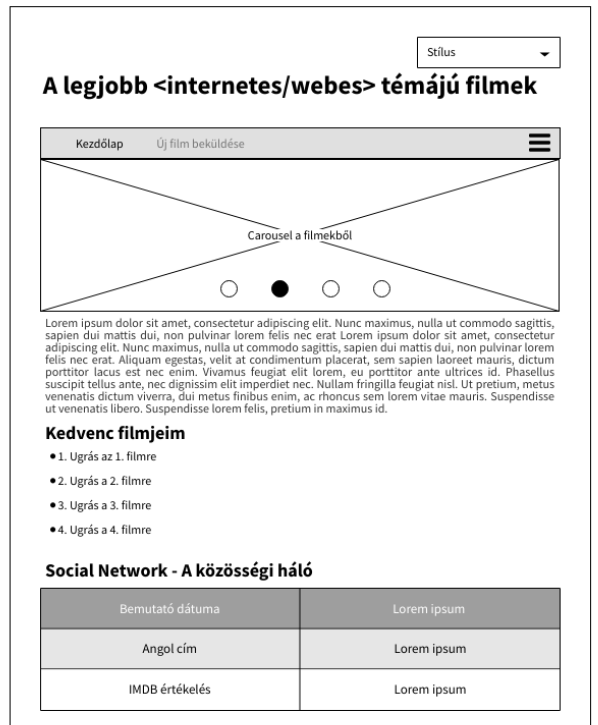 Stílus
A legjobb <internetes/webes> témájú filmek
Kezdőlap Új film beküldése
Carousel a filmekből
Lorem ipsum dolor sit amet, consectetur adipiscing elit. Nunc maximus, nulla ut commodo sagittis,
sapien dui mattis dui, non pulvinar lorem felis nec erat Lorem ipsum dolor sit amet, consectetur
adipiscing elit. Nunc maximus, nulla ut commodo sagittis, sapien dui mattis dui, non pulvinar lorem
felis nec erat. Aliquam egestas, velit at condimentum placerat, sem sapien laoreet mauris, dictum
porttitor lacus est nec enim. Vivamus feugiat elit lorem, eu porttitor ante ultrices id. Phasellus
suscipit tellus ante, nec dignissim elit imperdiet nec. Nullam fringilla feugiat nisl. Ut pretium, metus
venenatis dictum viverra, dui metus finibus enim, ac rhoncus sem lorem vitae mauris. Suspendisse
ut venenatis libero. Suspendisse lorem felis, pretium in maximus id.
Kedvenc filmjeim
• 1. Ugrás az 1. filmre
• 2. Ugrás a 2. filmre
• 3. Ugrás a 3. filmre
• 4. Ugrás a 4. filmre
Social Network - A közösségi háló
Bemutató dátuma Lorem ipsum
Angol cím Lorem ipsum
IMDB értékelés Lorem ipsum